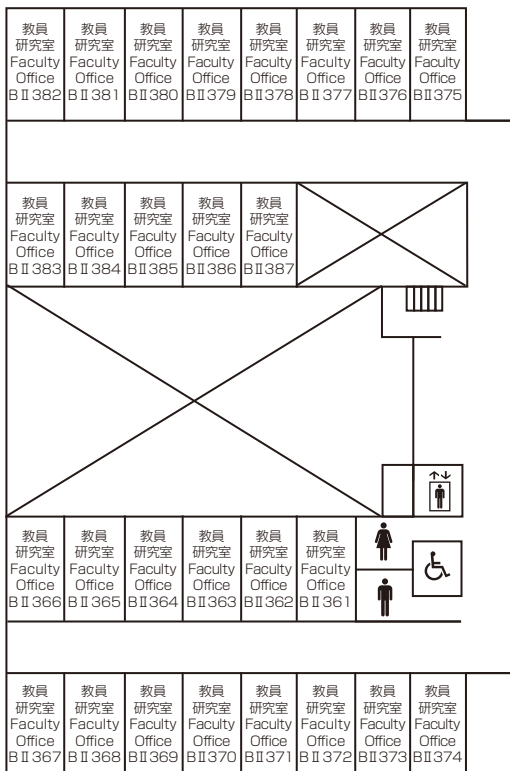 教員
研究室
Faculty
Office
BⅡ382
教員
研究室
Faculty
Office
BⅡ381
教員
研究室
Faculty
Office
BⅡ380
教員
研究室
Faculty
Office
BⅡ379
教員
研究室
Faculty
Office
BⅡ378
教員
研究室
Faculty
Office
BⅡ377
教員
研究室
Faculty
Office
BⅡ376
教員
研究室
Faculty
Office
BⅡ375
教員
研究室
Faculty
Office
BⅡ383
教員
研究室
Faculty
Office
BⅡ384
教員
研究室
Faculty
Office
BⅡ385
教員
研究室
Faculty
Office
BⅡ386
教員
研究室
Faculty
Office
BⅡ387
教員
研究室
Faculty
Office
BⅡ366
教員
研究室
Faculty
Office
BⅡ365
教員
研究室
Faculty
Office
BⅡ364
教員
研究室
Faculty
Office
BⅡ363
教員
研究室
Faculty
Office
BⅡ362
教員
研究室
Faculty
Office
BⅡ361
教員
研究室
Faculty
Office
BⅡ367
教員
研究室
Faculty
Office
BⅡ368
教員
研究室
Faculty
Office
BⅡ369
教員
研究室
Faculty
Office
BⅡ370
教員
研究室
Faculty
Office
BⅡ371
教員
研究室
Faculty
Office
BⅡ372
教員
研究室
Faculty
Office
BⅡ373
教員
研究室
Faculty
Office
BⅡ374